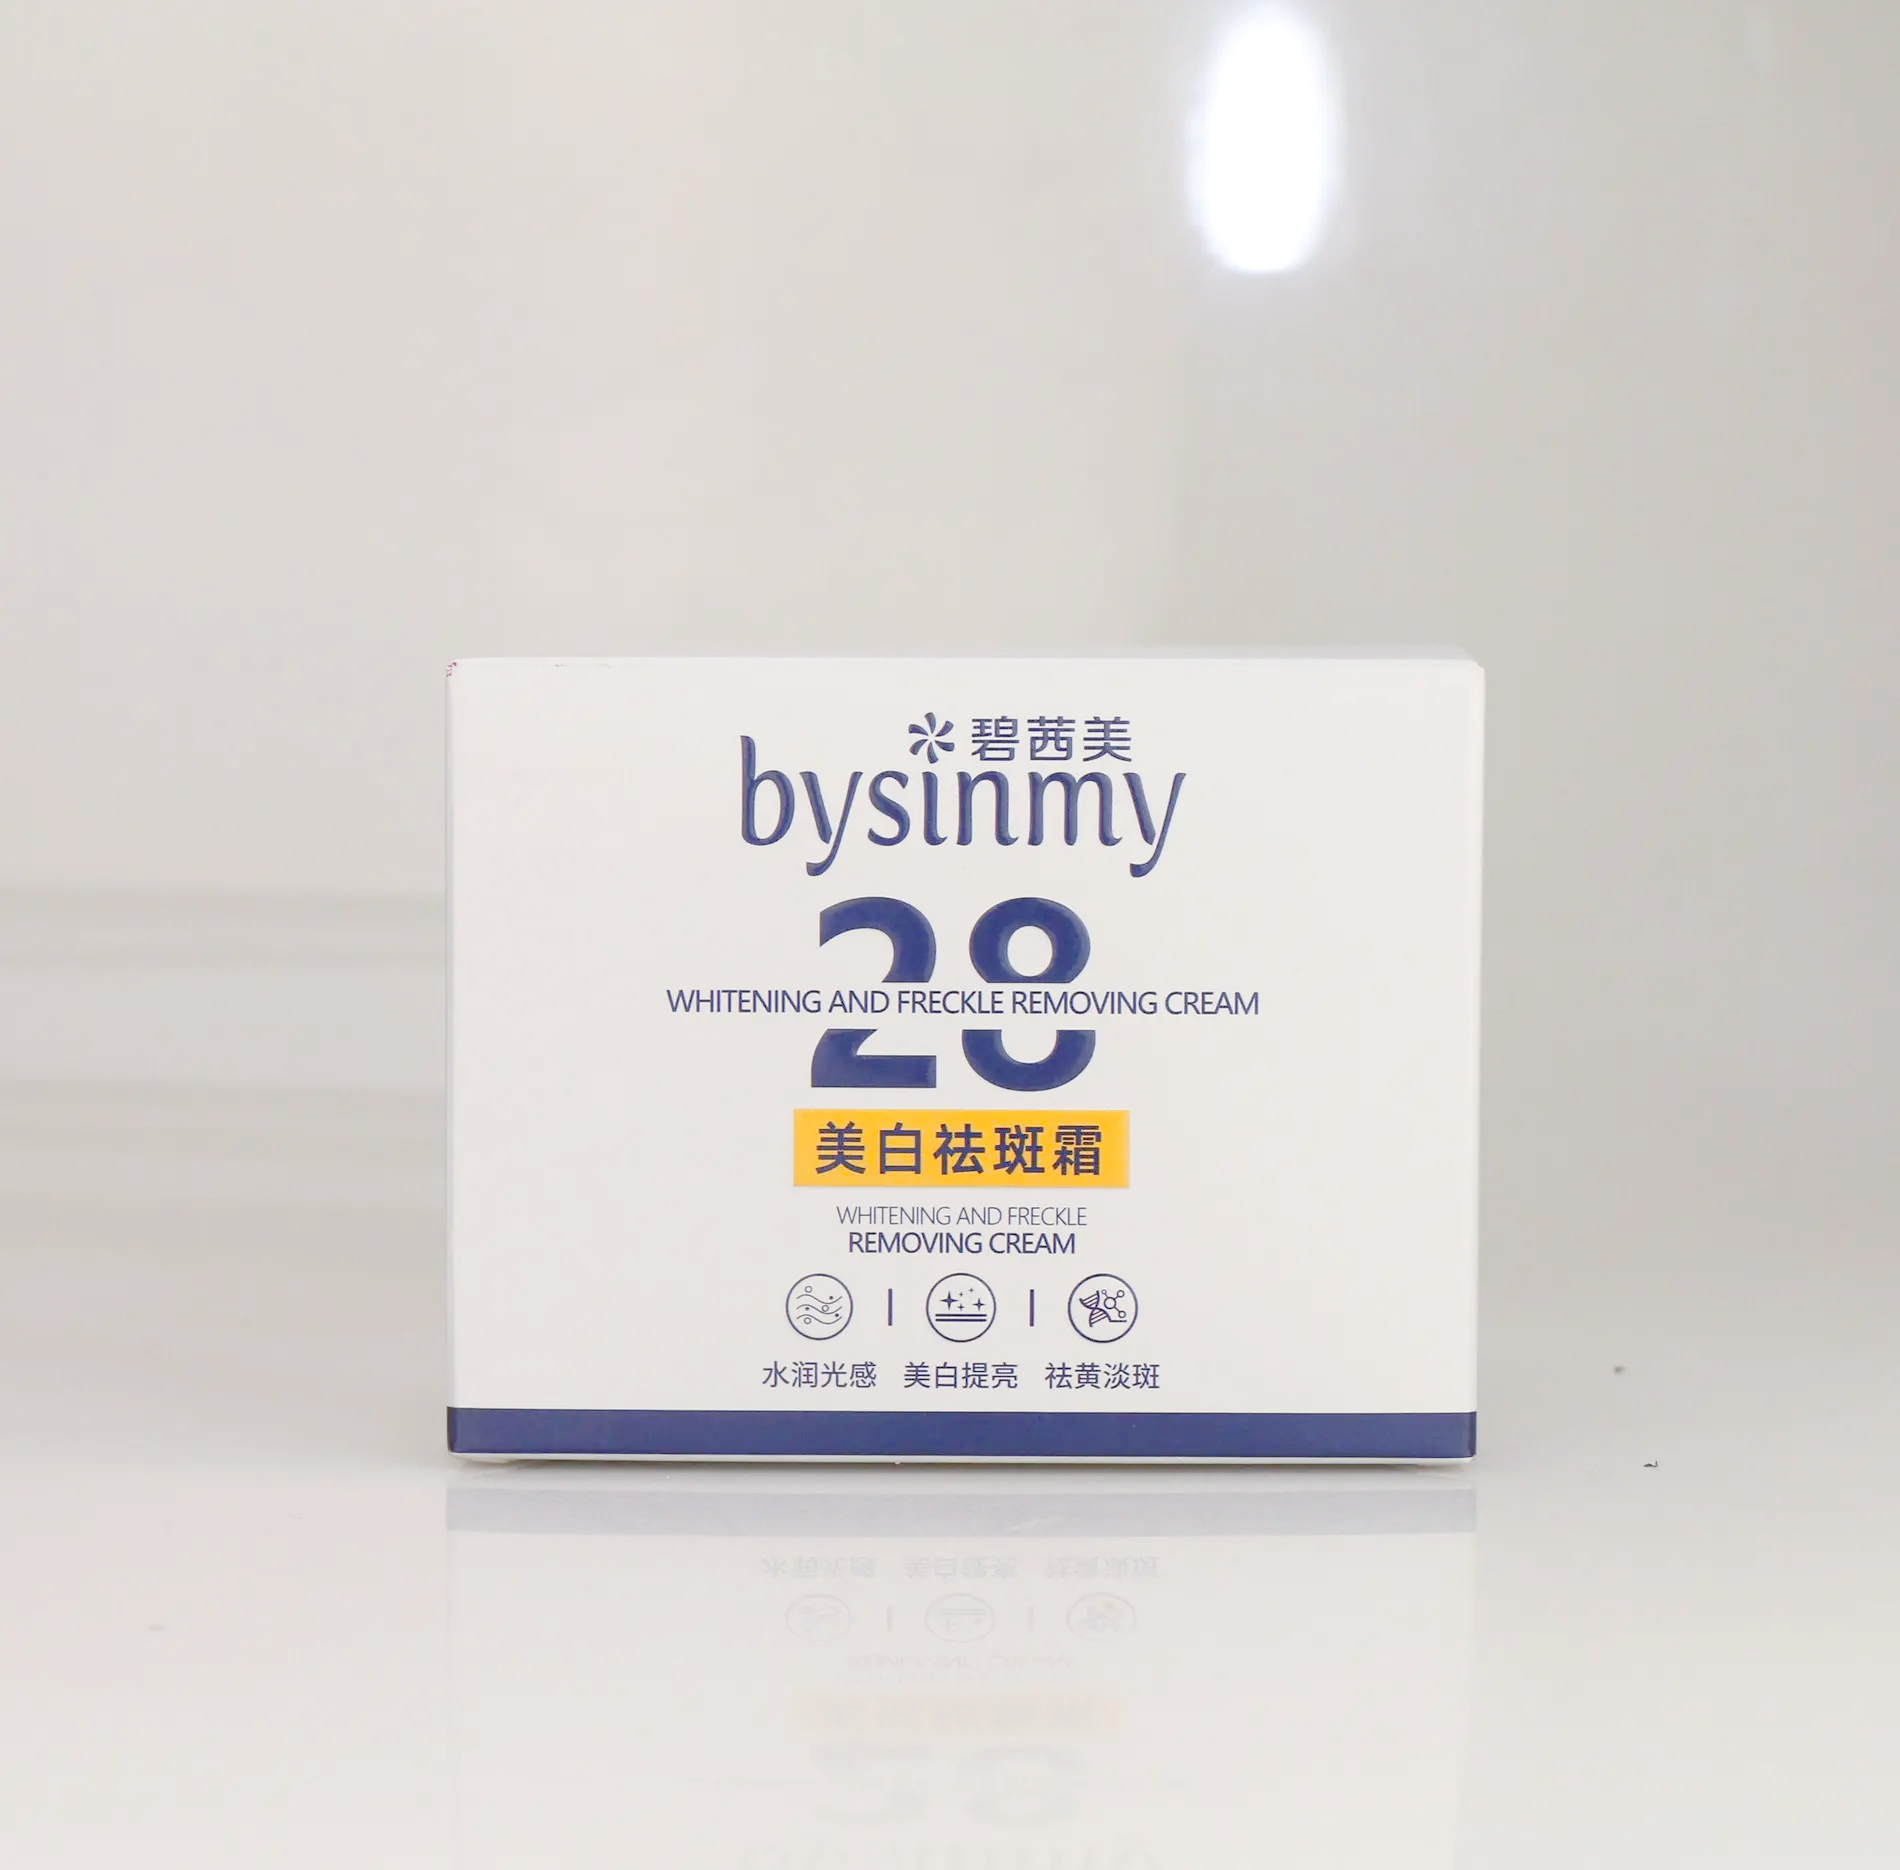 碧茜美
bysinmy
28
WHITENING AND FRECKLE REMOVING CREAM
美白祛斑霜
WHITENING AND FRECKLE
REMOVING CREAM
水润光感 美白提亮 祛黄淡斑